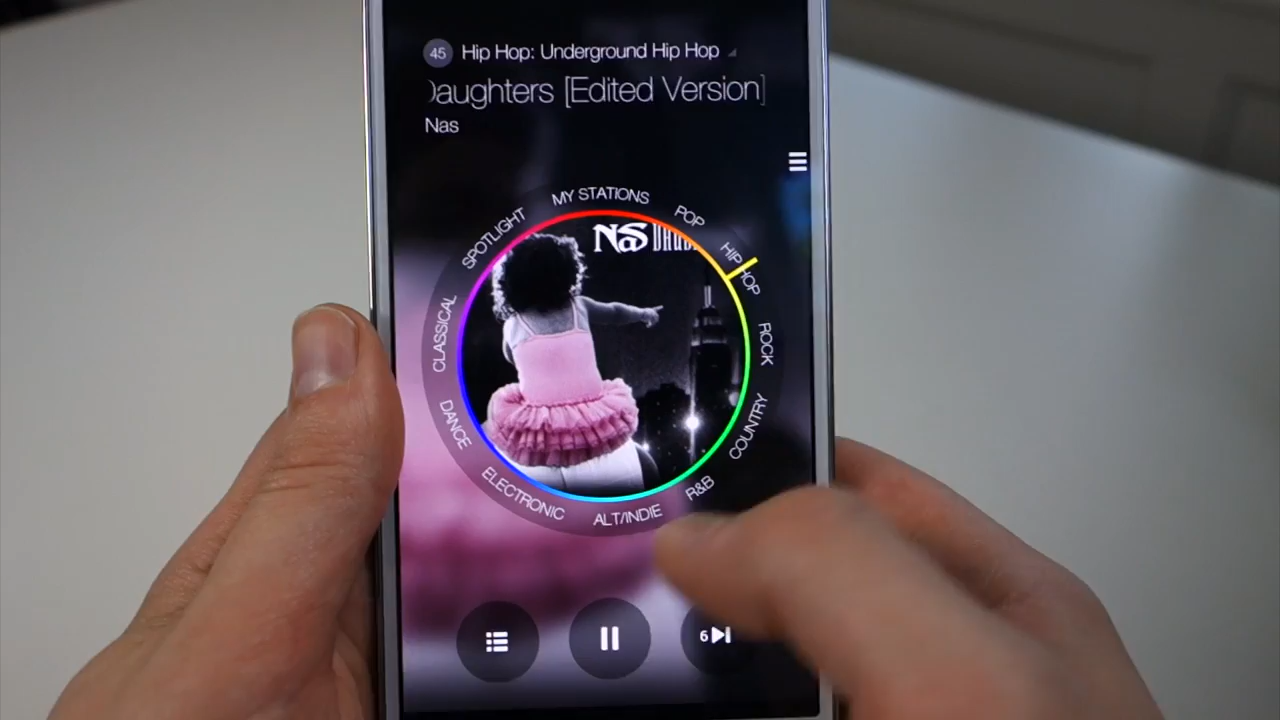 45 Hip Hop: Underground Hip Hop
Daughters [Edited Version]
Nas
MY STATIONS
POP
HIP HOP
ROCK
COUNTRY
R&B
ALT/INDIE
ELECTRONIC
DANCE
CLASSICAL
SPOTLIGHT
NAS
6